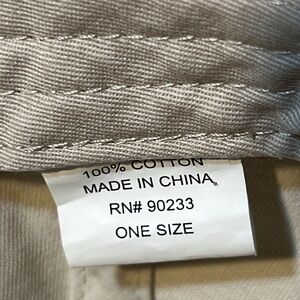 100% COTTON
MADE IN CHINA
RN# 90233
ONE SIZE